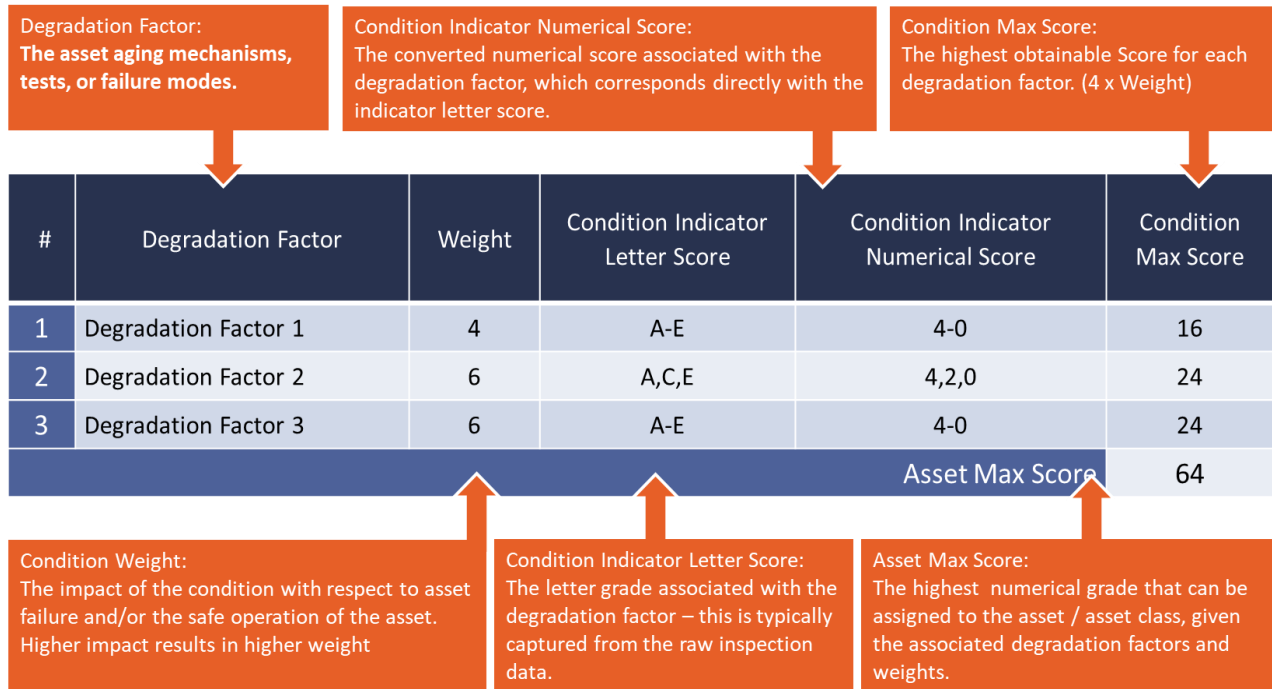 Degradation Factor:
The asset aging mechanisms,
tests, or failure modes.
Condition Indicator Numerical Score:
The converted numerical score associated with the
degradation factor, which corresponds directly with the
indicator letter score.
Condition Max Score:
The highest obtainable Score for each
degradation factor. (4 x Weight)
# Degradation Factor Weight Condition Indicator Letter Score Condition Indicator Numerical Score Condition Max Score
1 Degradation Factor 1 4 A-E 4-0 16
2 Degradation Factor 2 6 A,C,E 4,2,0 24
3 Degradation Factor 3 6 A-E 4-0 24
Asset Max Score 64
Condition Weight:
The impact of the condition with respect to asset
failure and/or the safe operation of the asset.
Higher impact results in higher weight
Condition Indicator Letter Score:
The letter grade associated with the
degradation factor – this is typically
captured from the raw inspection
data.
Asset Max Score:
The highest numerical grade that can be
assigned to the asset / asset class, given
the associated degradation factors and
weights.